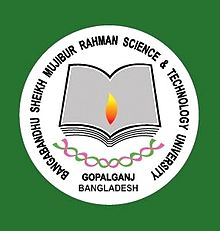 BANGABANDHU SHEIKH MUJIBUR RAHMAN SCIENCE & TECHNOLOGY UNIVERSITY
GOPALGANJ
BANGLADESH